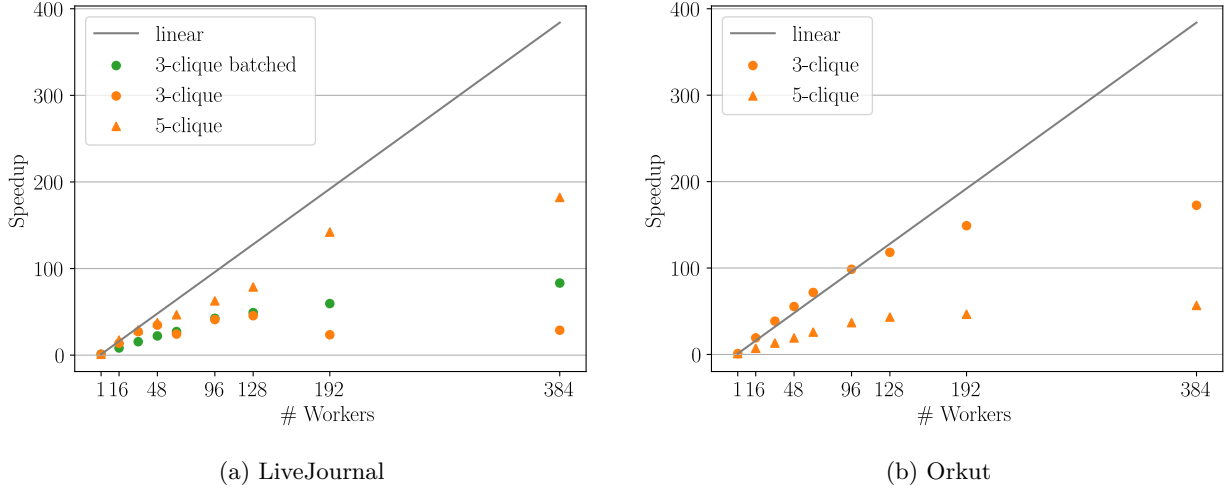 400
300
200
100
0
Speedup
linear
3-clique batched
3-clique
5-clique
1 16 48 96 128 192 384
# Workers
(a) LiveJournal
400
300
200
100
0
Speedup
linear
3-clique
5-clique
1 16 48 96 128 192 384
# Workers
(b) Orkut